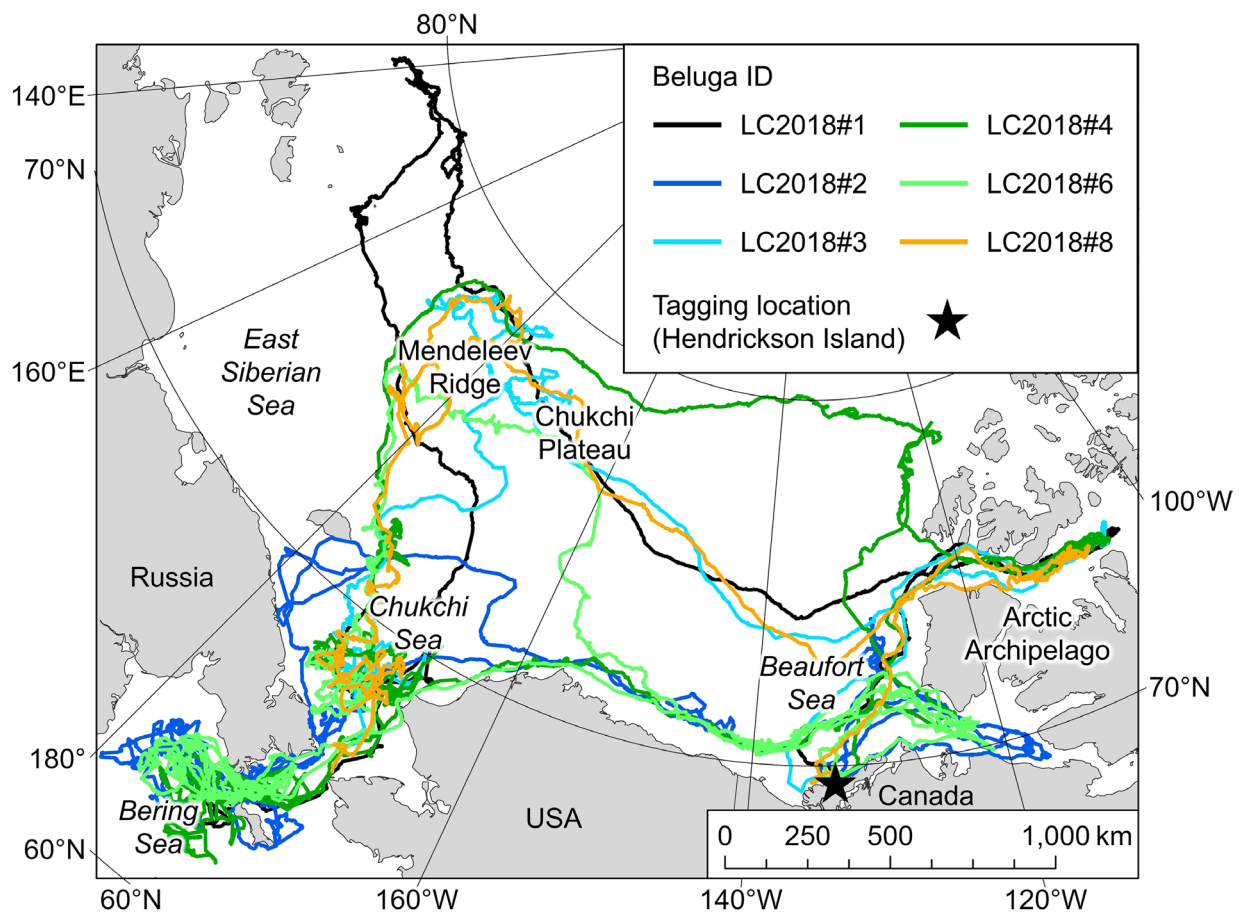 80°N
140°E
70°N
160°E
180°
60°N
60°N
160°W
140°W
120°W
100°W
70°N
Beluga ID
LC2018#1
LC2018#4
LC2018#2
LC2018#6
LC2018#3
LC2018#8
Tagging location
(Hendrickson Island)
East
Siberian
Sea
Mendeleev
Ridge
Chukchi
Plateau
Russia
Chukchi
Sea
Arctic
Archipelago
Beaufort
Sea
Bering
Sea
USA
Canada
0 250 500 1,000 km